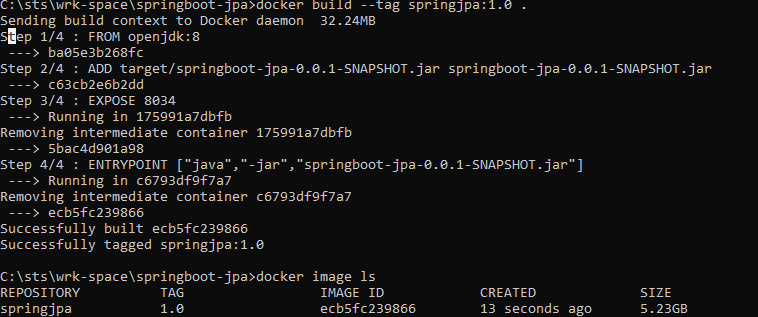 C:\sts\wrk-space\springboot-jpa>docker build --tag springjpa:1.0 .
Sending build context to Docker daemon  32.24MB
Step 1/4 : FROM openjdk:8
 ---> ba05e3b268fc
Step 2/4 : ADD target/springboot-jpa-0.0.1-SNAPSHOT.jar springboot-jpa-0.0.1-SNAPSHOT.jar
 ---> c63cb2e6b2dd
Step 3/4 : EXPOSE 8034
 ---> Running in 175991a7dbfb
Removing intermediate container 175991a7dbfb
 ---> 5bac4d901a98
Step 4/4 : ENTRYPOINT ["java","-jar","springboot-jpa-0.0.1-SNAPSHOT.jar"]
 ---> Running in c6793df9f7a7
Removing intermediate container c6793df9f7a7
 ---> ecb5fc239866
Successfully built ecb5fc239866
Successfully tagged springjpa:1.0
C:\sts\wrk-space\springboot-jpa>docker image ls
REPOSITORY          TAG                 IMAGE ID            CREATED             SIZE
springjpa           1.0                 ecb5fc239866        13 seconds ago      5.23GB